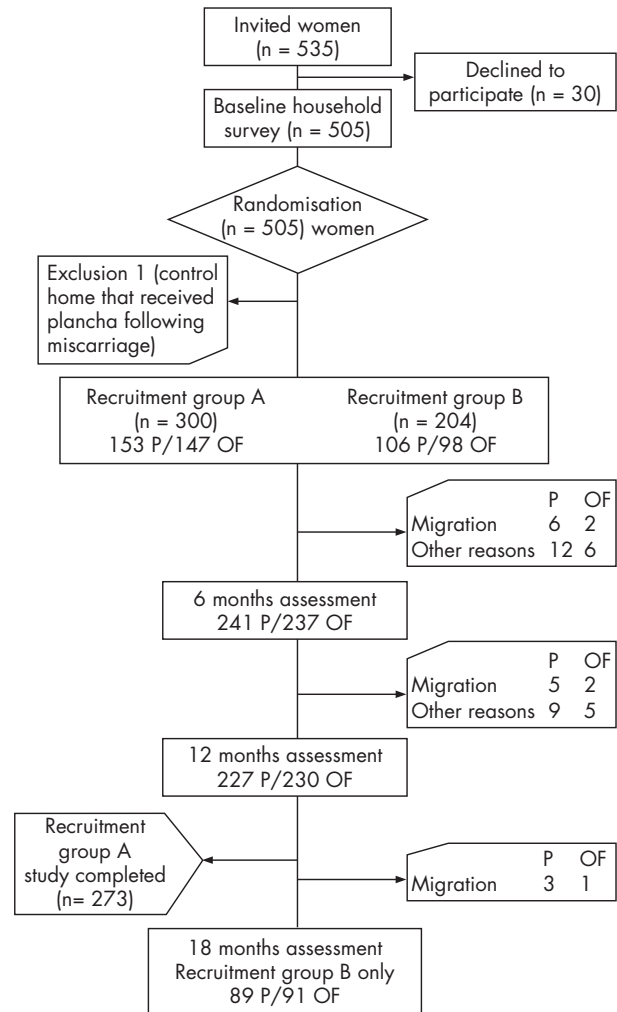 Invited women
(n = 535)
Declined to
participate (n = 30)
Baseline household
survey (n = 505)
Randomisation
(n = 505) women
Exclusion 1 (control
home that received
plancha following
miscarriage)
Recruitment group A
(n = 300)
153 P/147 OF
Recruitment group B
(n = 204)
106 P/98 OF
P OF
Migration 6 2
Other reasons 12 6
6 months assessment
241 P/237 OF
P OF
Migration 5 2
Other reasons 9 5
12 months assessment
227 P/230 OF
Recruitment
group A
study completed
(n= 273)
P OF
Migration 3 1
18 months assessment
Recruitment group B only
89 P/91 OF